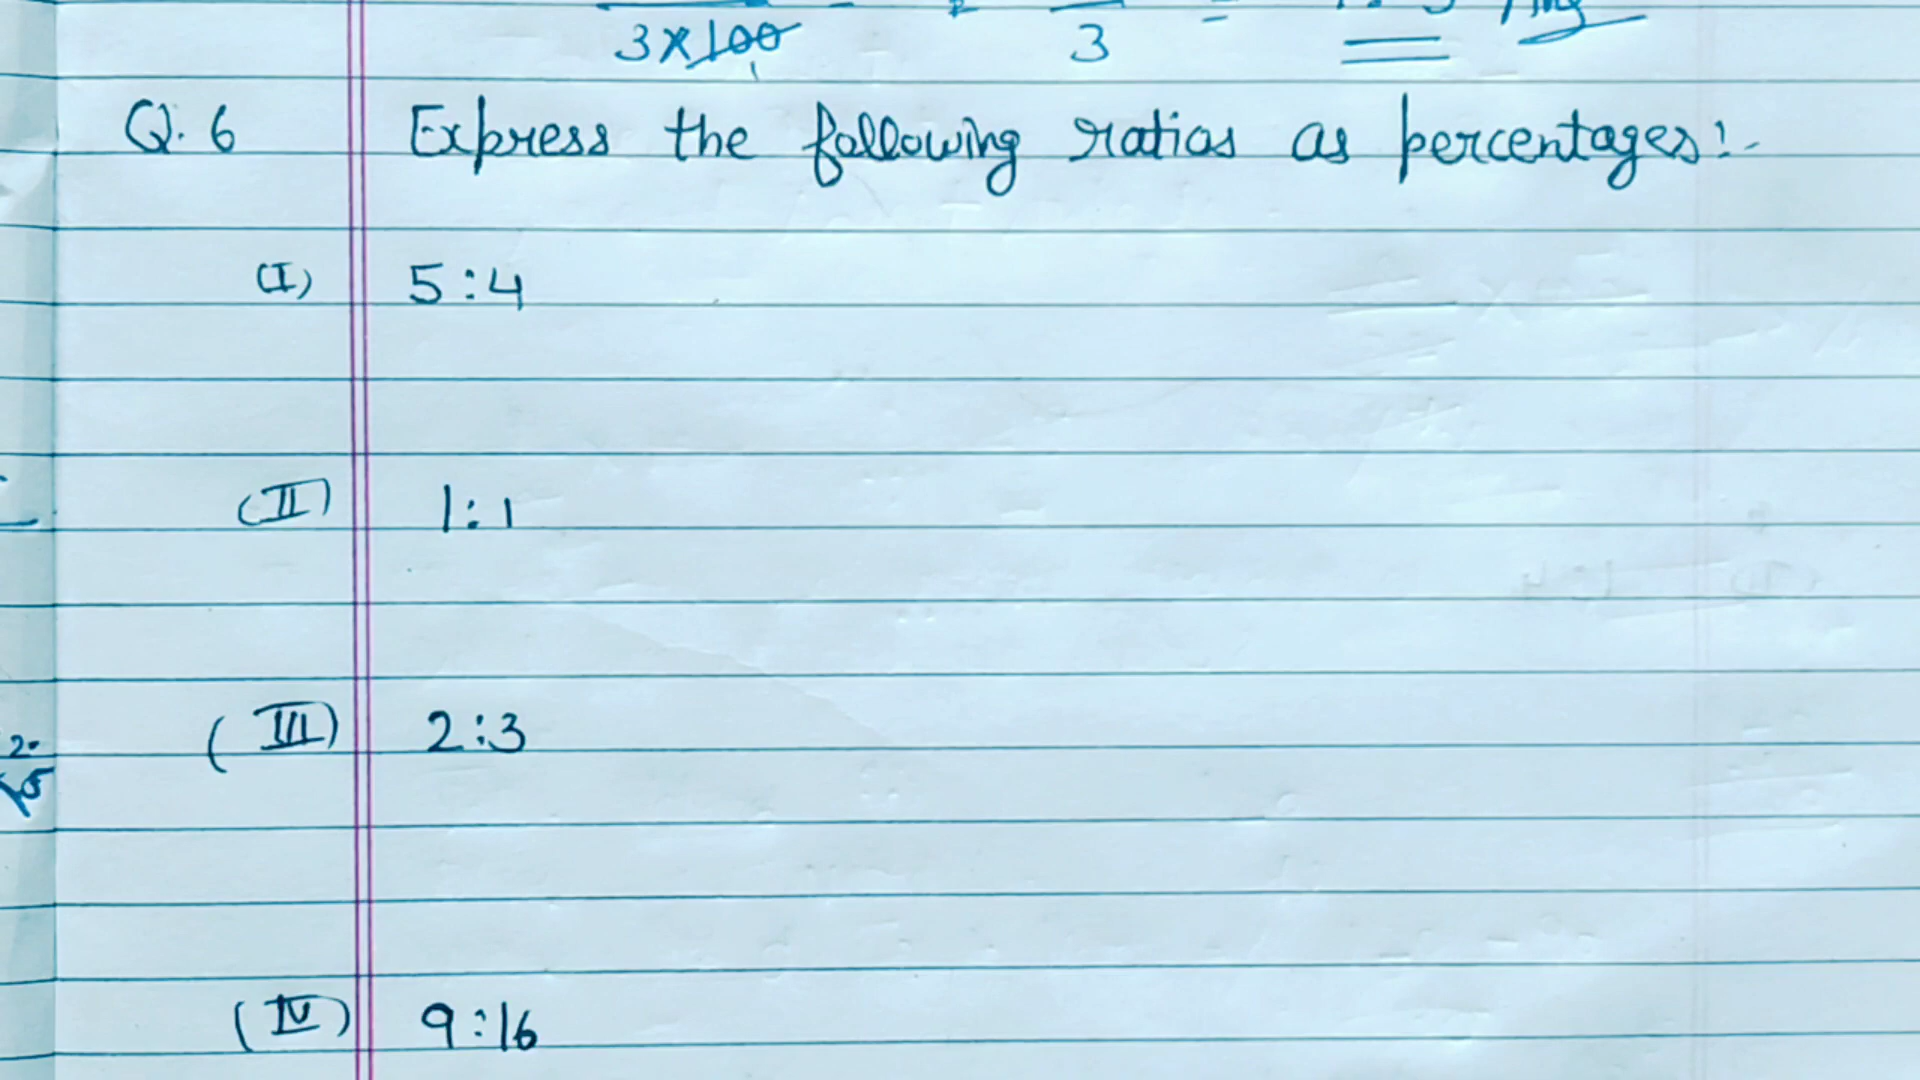 3×100 3
Q. 6 Express the following ratios as percentages:-
(I) 5:4
(II) 1:1
(III) 2:3
(IV) 9:16